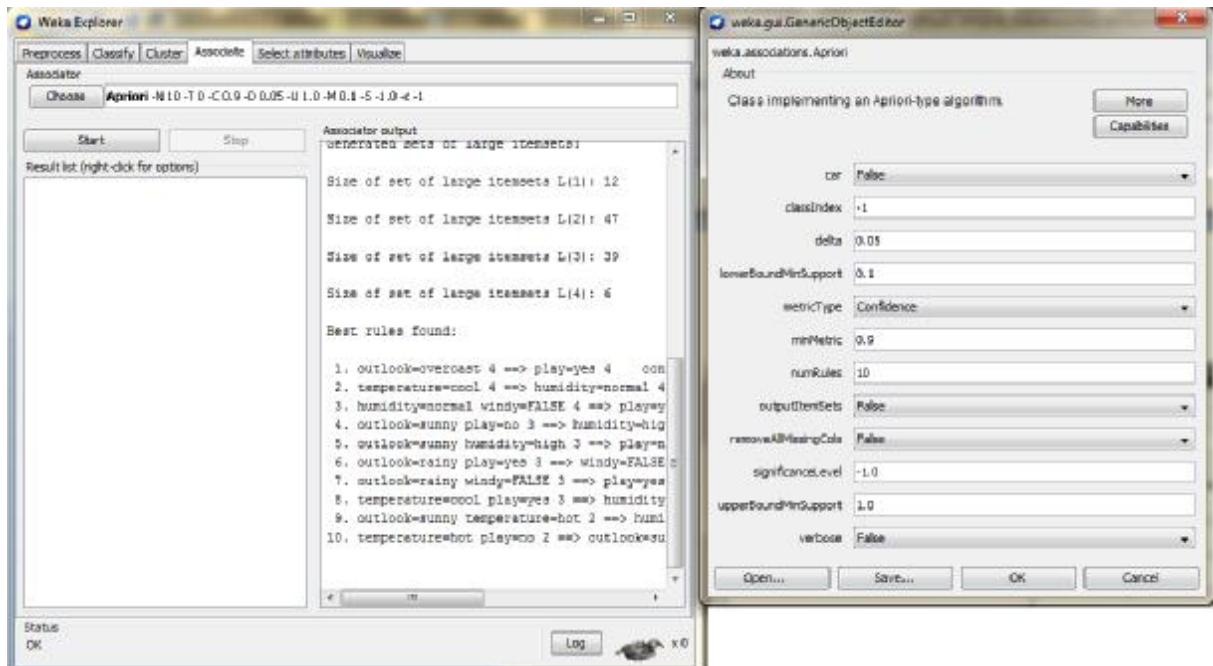 Weka Explorer
Preprocess Classify Cluster Associate Select attributes Visualize
Associator
Choose Apriori -N 10 -T 0 -C 0.9 -D 0.05 -U 1.0 -M 0.1 -S -1.0 -c -1
Start Stop
Result list (right-click for options)
Associator output
Generated sets of large itemsets:
Size of set of large itemsets L(1): 12
Size of set of large itemsets L(2): 47
Size of set of large itemsets L(3): 39
Size of set of large itemsets L(4): 6
Best rules found:
1. outlook=overcast 4 ==> play=yes 4 con
2. temperature=cool 4 ==> humidity=normal 4
3. humidity=normal windy=FALSE 4 ==> play=y
4. outlook=sunny play=no 3 ==> humidity=hig
5. outlook=sunny humidity=high 3 ==> play=n
6. outlook=rainy play=yes 3 ==> windy=FALSE
7. outlook=rainy windy=FALSE 3 ==> play=yes
8. temperature=cool play=yes 3 ==> humidity
9. outlook=sunny temperature=hot 2 ==> humi
10. temperature=hot play=no 2 ==> outlook=su
Status
OK
Log x 0
weka.gui.GenericObjectEditor
weka.associations.Apriori
About
Class implementing an Apriori-type algorithm.
More
Capabilities
car False
classIndex -1
delta 0.05
lowerBoundMinSupport 0.1
metricType Confidence
minMetric 0.9
numRules 10
outputItemSets False
removeAllMissingCols False
significanceLevel -1.0
upperBoundMinSupport 1.0
verbose False
Open... Save... OK Cancel